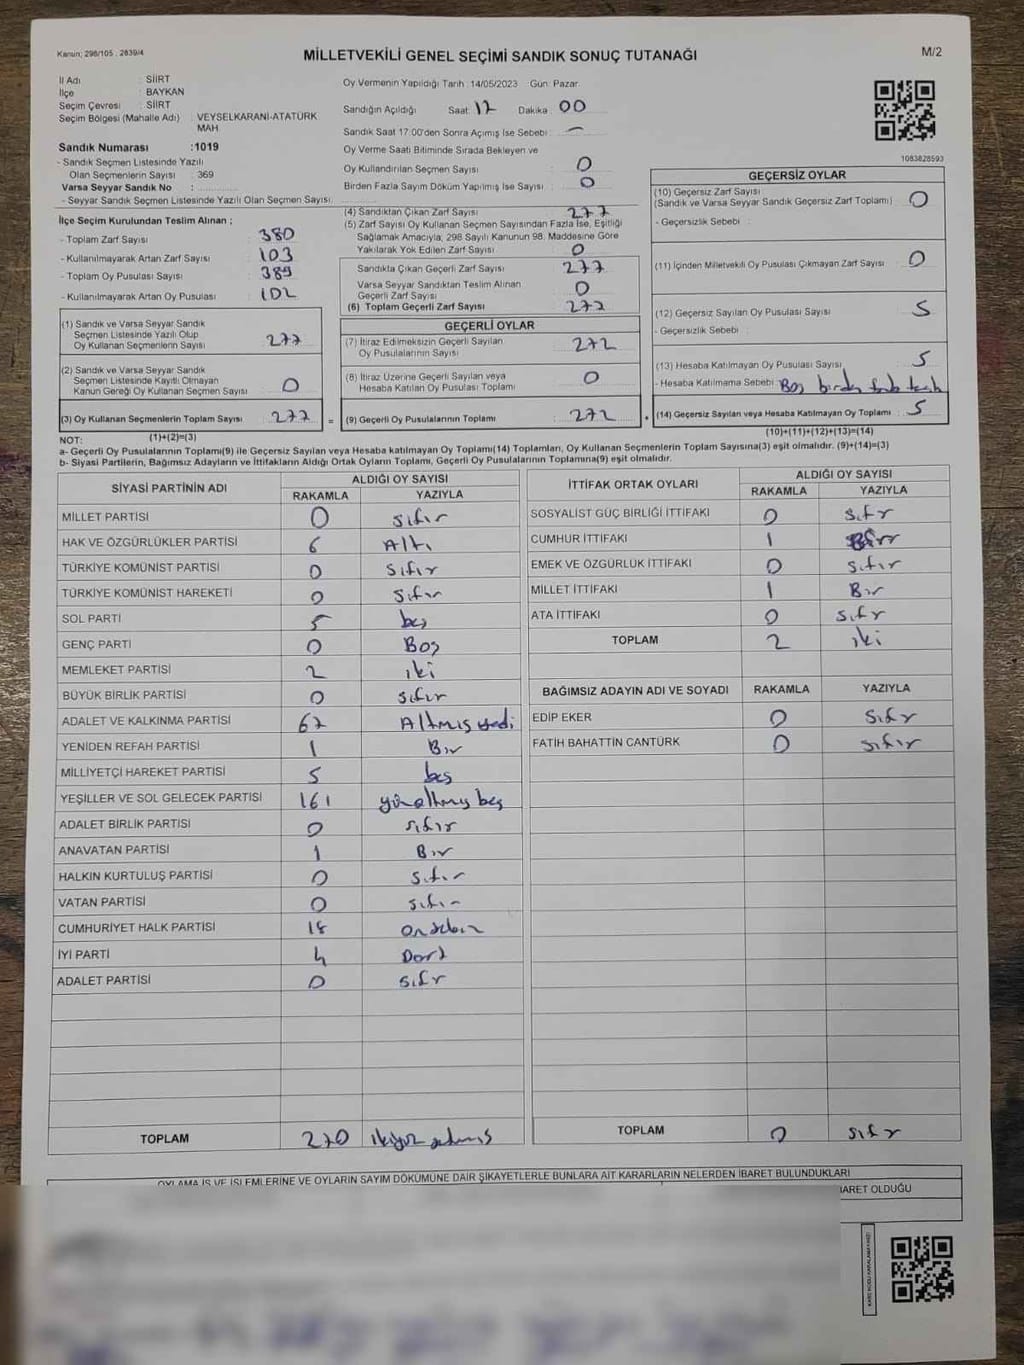 Kanun; 298/105 . 2839/4
MİLLETVEKİLİ GENEL SEÇİMİ SANDIK SONUÇ TUTANAĞI
M/2
İl Adı : SİİRT
İlçe : BAYKAN
Seçim Çevresi : SİİRT
Seçim Bölgesi (Mahalle Adı) : VEYSELKARANİ-ATATÜRK MAH.
Sandık Numarası :1019
- Sandık Seçmen Listesinde Yazılı
Olan Seçmenlerin Sayısı : 369
Varsa Seyyar Sandık No : ............
- Seyyar Sandık Seçmen Listesinde Yazılı Olan Seçmen Sayısı:
Oy Vermenin Yapıldığı Tarih :14/05/2023 Gün: Pazar
Sandığın Açıldığı Saat: 17 Dakika: 00
Sandık Saat 17:00'den Sonra Açımış İse Sebebi: —
Oy Verme Saati Bitiminde Sırada Bekleyen ve
Oy Kullandırılan Seçmen Sayısı : 0
Birden Fazla Sayım Döküm Yapılmış İse Sayısı : 0
1083828593
İlçe Seçim Kurulundan Teslim Alınan ;
- Toplam Zarf Sayısı : 380
- Kullanılmayarak Artan Zarf Sayısı : 103
- Toplam Oy Pusulası Sayısı : 389
- Kullanılmayarak Artan Oy Pusulası : 102
(4) Sandıktan Çıkan Zarf Sayısı : 277
(5) Zarf Sayısı Oy Kullanan Seçmen Sayısından Fazla İse, Eşitliği
Sağlamak Amacıyla; 298 Sayılı Kanunun 98. Maddesine Göre
Yakılarak Yok Edilen Zarf Sayısı : 0
Sandıkta Çıkan Geçerli Zarf Sayısı : 277
Varsa Seyyar Sandıktan Teslim Alınan
Geçerli Zarf Sayısı : 0
(6) Toplam Geçerli Zarf Sayısı : 277
GEÇERSİZ OYLAR
(10) Geçersiz Zarf Sayısı
(Sandık ve Varsa Seyyar Sandık Geçersiz Zarf Toplamı) : 0
- Geçersizlik Sebebi :
(11) İçinden Milletvekili Oy Pusulası Çıkmayan Zarf Sayısı : 0
(12) Geçersiz Sayılan Oy Pusulası Sayısı : 5
- Geçersizlik Sebebi :
(13) Hesaba Katılmayan Oy Pusulası Sayısı : 5
- Hesaba Katılmama Sebebi :
(14) Geçersiz Sayılan veya Hesaba Katılmayan Oy Toplamı : 5
(10)+(11)+(12)+(13)=(14)
(1) Sandık ve Varsa Seyyar Sandık
Seçmen Listesinde Yazılı Olup
Oy Kullanan Seçmenlerin Sayısı : 277
(2) Sandık ve Varsa Seyyar Sandık
Seçmen Listesinde Kayıtlı Olmayan
Kanun Gereği Oy Kullanan Seçmen Sayısı : 0
(3) Oy Kullanan Seçmenlerin Toplam Sayısı : 277 =
(1)+(2)=(3)
GEÇERLİ OYLAR
(7) İtiraz Edilmeksizin Geçerli Sayılan
Oy Pusulalarının Sayısı : 272
(8) İtiraz Üzerine Geçerli Sayılan veya
Hesaba Katılan Oy Pusulası Toplamı : 0
(9) Geçerli Oy Pusulalarının Toplamı : 272 +
NOT:
a- Geçerli Oy Pusulalarının Toplamı(9) ile Geçersiz Sayılan veya Hesaba katılmayan Oy Toplamı(14) Toplamları, Oy Kullanan Seçmenlerin Toplam Sayısına(3) eşit olmalıdır. (9)+(14)=(3)
b- Siyasi Partilerin, Bağımsız Adayların ve İttifakların Aldığı Ortak Oyların Toplamı, Geçerli Oy Pusulalarının Toplamına(9) eşit olmalıdır.
SİYASİ PARTİNİN ADI ALDIĞI OY SAYISI
RAKAMLA YAZIYLA
MİLLET PARTİSİ 0 sıfır
HAK VE ÖZGÜRLÜKLER PARTİSİ 6 Altı
TÜRKİYE KOMÜNİST PARTİSİ 0 sıfır
TÜRKİYE KOMÜNİST HAREKETİ 0 sıfır
SOL PARTİ 5 beş
GENÇ PARTİ 0 Boş
MEMLEKET PARTİSİ 2 iki
BÜYÜK BİRLİK PARTİSİ 0 sıfır
ADALET VE KALKINMA PARTİSİ 67 Altmış yedi
YENİDEN REFAH PARTİSİ 1 Bir
MİLLİYETÇİ HAREKET PARTİSİ 5 beş
YEŞİLLER VE SOL GELECEK PARTİSİ 161 yüzaltmış beş
ADALET BİRLİK PARTİSİ 0 sıfır
ANAVATAN PARTİSİ 1 Bir
HALKIN KURTULUŞ PARTİSİ 0 sıfır
VATAN PARTİSİ 0 sıfır
CUMHURİYET HALK PARTİSİ 18 onsekiz
İYİ PARTİ 4 Dört
ADALET PARTİSİ 0 sıfır
TOPLAM 270 ikiyüz
İTTİFAK ORTAK OYLARI ALDIĞI OY SAYISI
RAKAMLA YAZIYLA
SOSYALİST GÜÇ BİRLİĞİ İTTİFAKI 0 sıfır
CUMHUR İTTİFAKI 1 Bir
EMEK VE ÖZGÜRLÜK İTTİFAKI 0 sıfır
MİLLET İTTİFAKI 1 Bir
ATA İTTİFAKI 0 sıfır
TOPLAM 2 iki
BAĞIMSIZ ADAYIN ADI VE SOYADI RAKAMLA YAZIYLA
EDİP EKER 0 sıfır
FATİH BAHATTİN CANTÜRK 0 sıfır
TOPLAM 0 sıfır
OYLAMA İŞ VE İŞLEMLERİNE VE OYLARIN SAYIM DÖKÜMÜNE DAİR ŞİKAYETLERLE BUNLARA AİT KARARLARIN NELERDEN İBARET BULUNDUKLARI
İBARET OLDUĞU